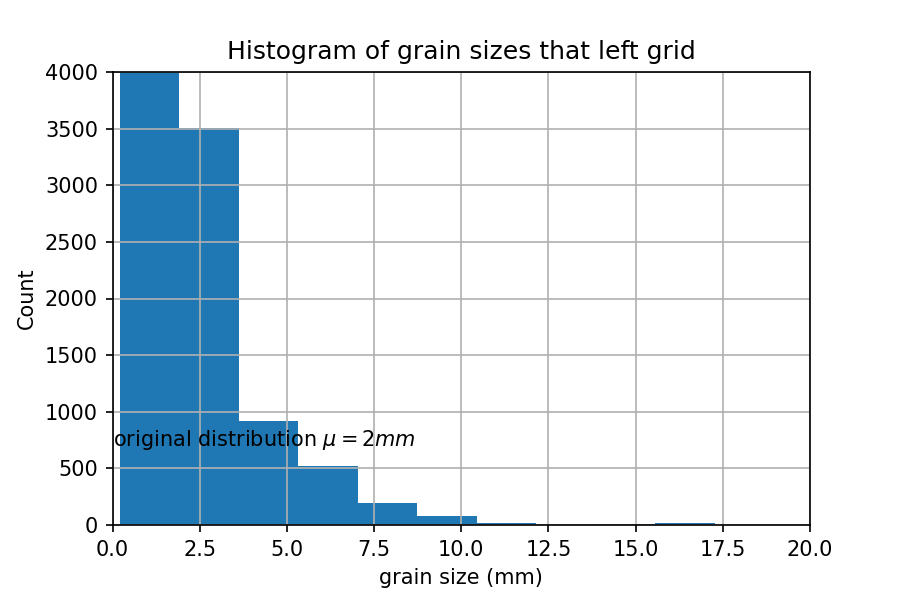 Histogram of grain sizes that left grid
4000
3500
3000
2500
2000
1500
1000
500
0
Count
original distribution μ = 2mm
0.0 2.5 5.0 7.5 10.0 12.5 15.0 17.5 20.0
grain size (mm)